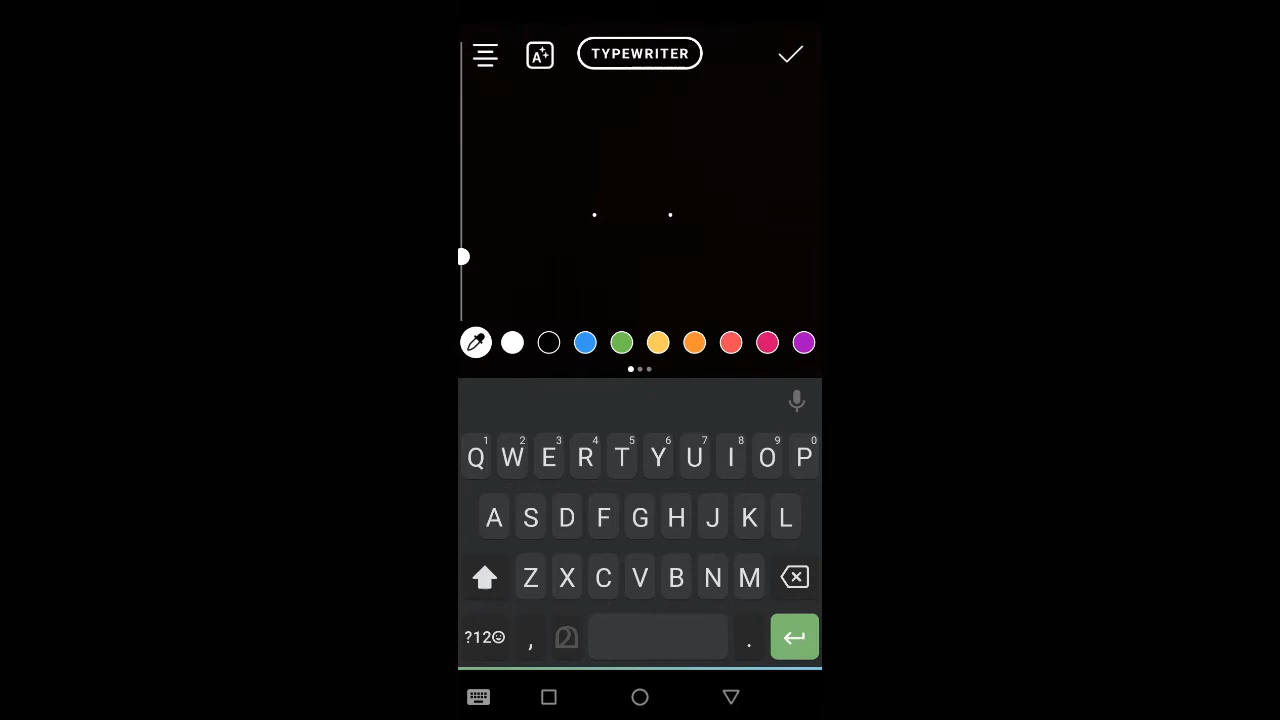 A TYPEWRITER
. .
1 2 3 4 5 6 7 8 9 0
Q W E R T Y U I O P
A S D F G H J K L
Z X C V B N M
?12☺ , മ .